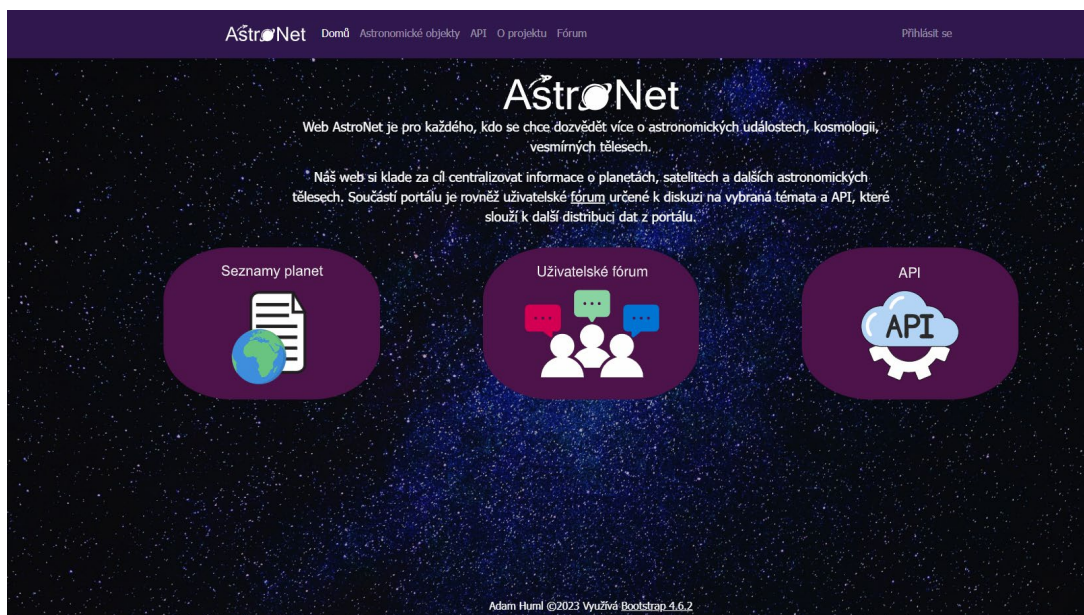 AstroNet Domů Astronomické objekty API O projektu Fórum Přihlásit se
AstroNet
Web AstroNet je pro každého, kdo se chce dozvědět více o astronomických událostech, kosmologii,
vesmírných tělesech.
Náš web si klade za cíl centralizovat informace o planetách, satelitech a dalších astronomických
tělesech. Součástí portálu je rovněž uživatelské fórum určené k diskuzi na vybraná témata a API, které
slouží k další distribuci dat z portálu.
Seznamy planet
Uživatelské fórum
API
API
Adam Huml ©2023 Využívá Bootstrap 4.6.2